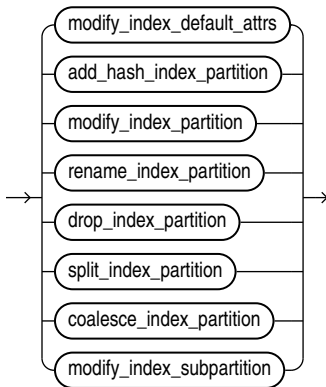 modify_index_default_attrs
add_hash_index_partition
modify_index_partition
rename_index_partition
drop_index_partition
split_index_partition
coalesce_index_partition
modify_index_subpartition